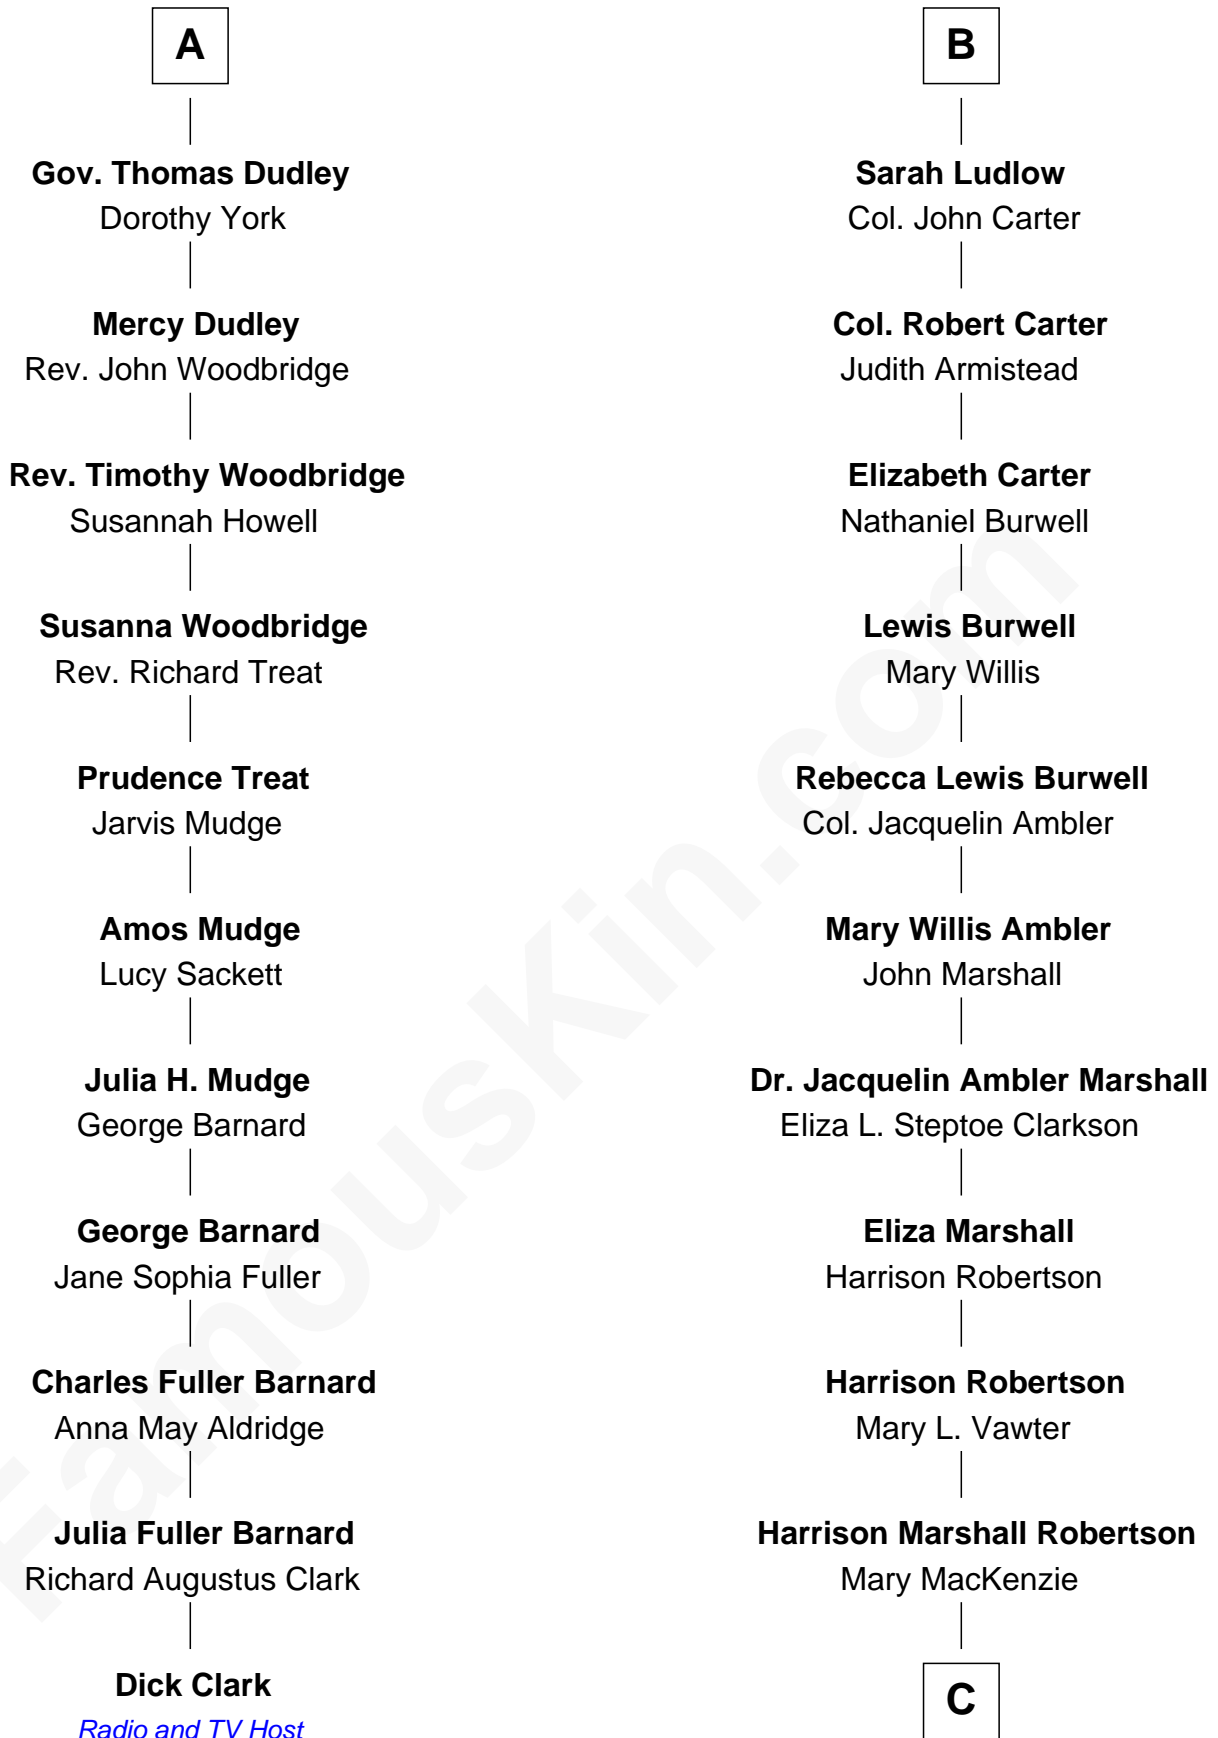 A
Gov. Thomas Dudley
Dorothy York
Mercy Dudley
Rev. John Woodbridge
Rev. Timothy Woodbridge
Susannah Howell
Susanna Woodbridge
Rev. Richard Treat
Prudence Treat
Jarvis Mudge
Amos Mudge
Lucy Sackett
Julia H. Mudge
George Barnard
George Barnard
Jane Sophia Fuller
Charles Fuller Barnard
Anna May Aldridge
Julia Fuller Barnard
Richard Augustus Clark
Dick Clark
Radio and TV Host
B
Sarah Ludlow
Col. John Carter
Col. Robert Carter
Judith Armistead
Elizabeth Carter
Nathaniel Burwell
Lewis Burwell
Mary Willis
Rebecca Lewis Burwell
Col. Jacquelin Ambler
Mary Willis Ambler
John Marshall
Dr. Jacquelin Ambler Marshall
Eliza L. Steptoe Clarkson
Eliza Marshall
Harrison Robertson
Harrison Robertson
Mary L. Vawter
Harrison Marshall Robertson
Mary MacKenzie
C
FamousKin.com